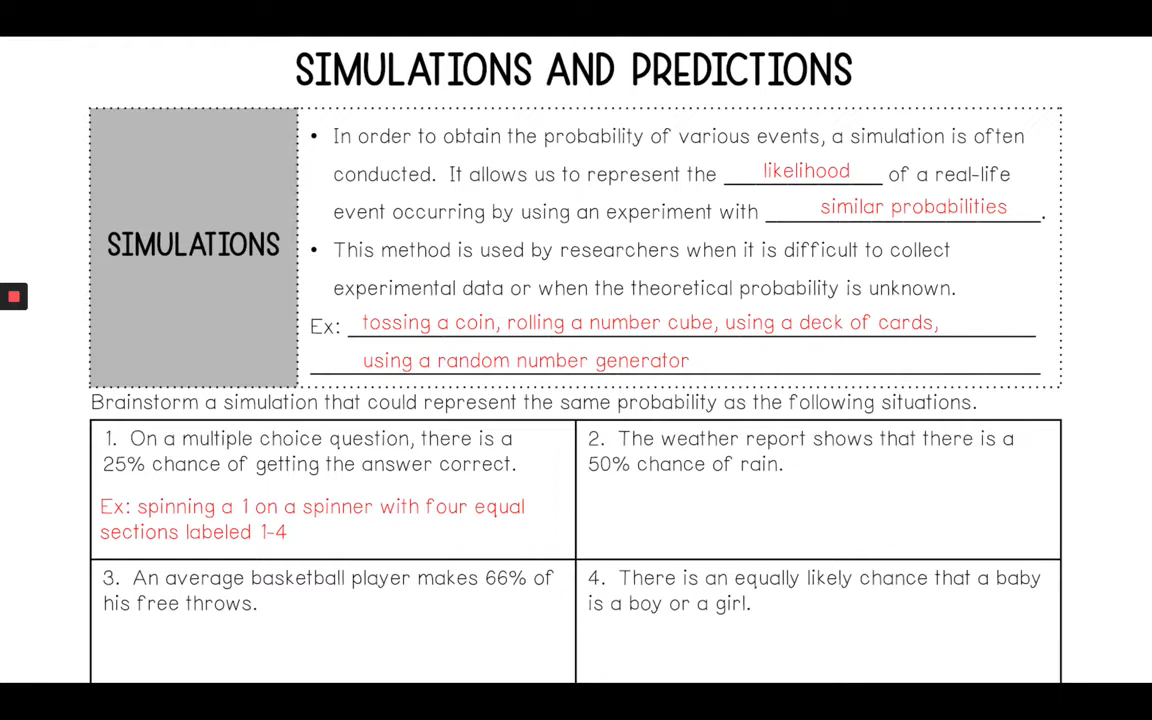 SIMULATIONS AND PREDICTIONS
SIMULATIONS
• In order to obtain the probability of various events, a simulation is often
conducted. It allows us to represent the likelihood of a real-life
event occurring by using an experiment with similar probabilities.
• This method is used by researchers when it is difficult to collect
experimental data or when the theoretical probability is unknown.
Ex: tossing a coin, rolling a number cube, using a deck of cards,
using a random number generator
Brainstorm a simulation that could represent the same probability as the following situations.
1. On a multiple choice question, there is a
25% chance of getting the answer correct.
Ex: spinning a 1 on a spinner with four equal
sections labeled 1-4
2. The weather report shows that there is a
50% chance of rain.
3. An average basketball player makes 66% of
his free throws.
4. There is an equally likely chance that a baby
is a boy or a girl.